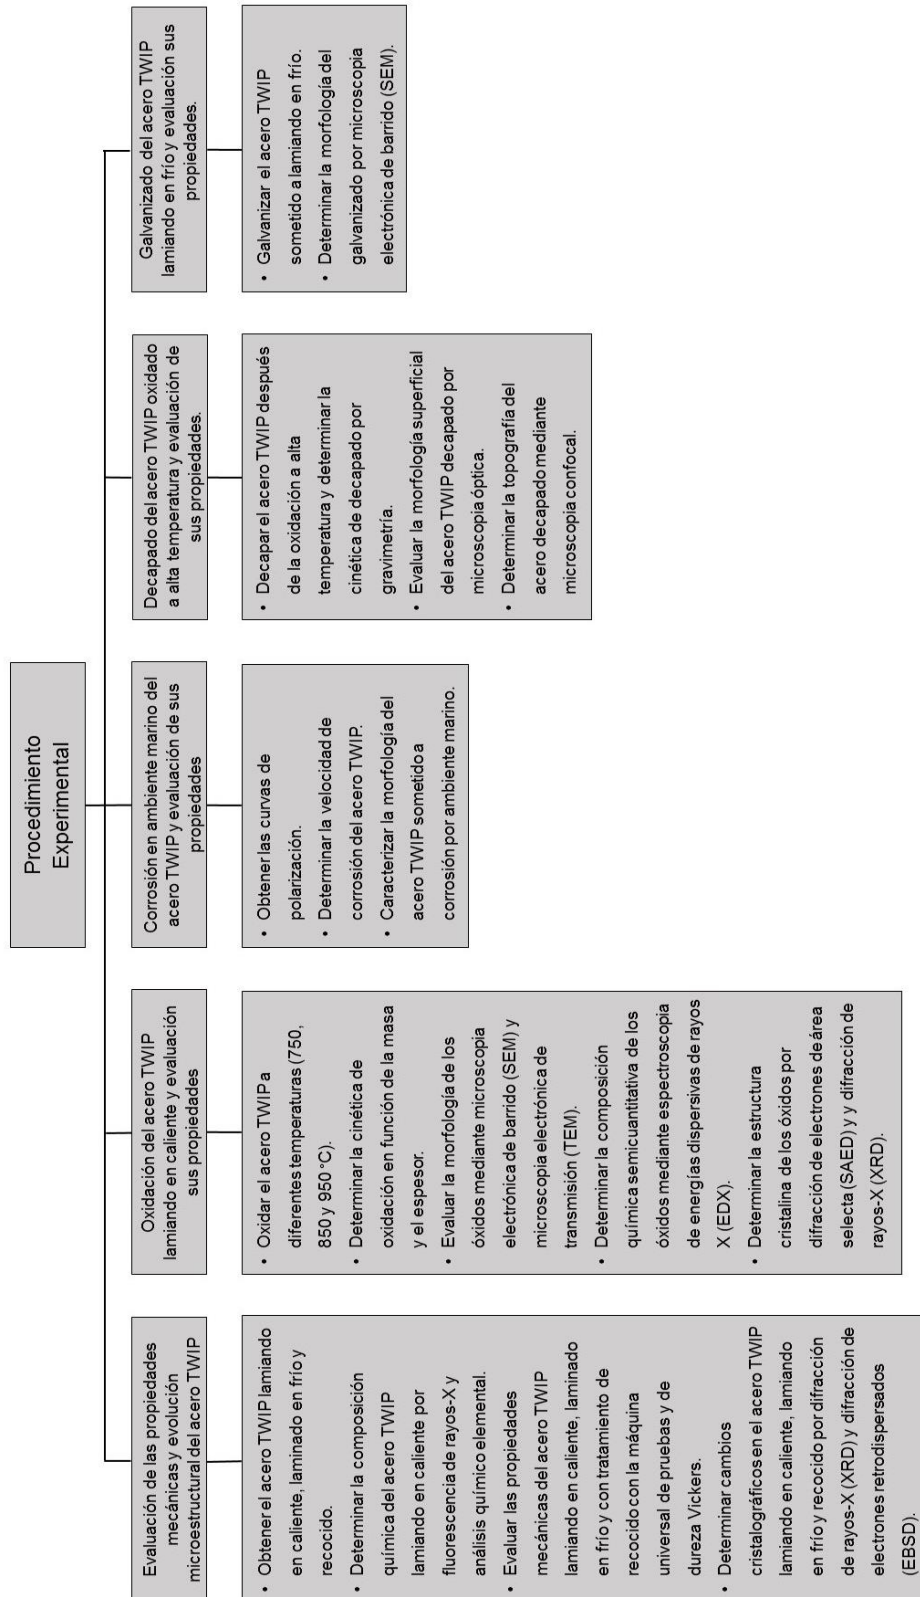 Procedimiento
Experimental
Evaluación de las propiedades
mecánicas y evolución
microestructural del acero TWIP
• Obtener el acero TWIP lamiando
en caliente, laminado en frío y
recocido.
• Determinar la composición
química del acero TWIP
lamiando en caliente por
fluorescencia de rayos-X y
análisis químico elemental.
• Evaluar las propiedades
mecánicas del acero TWIP
lamiando en caliente, laminado
en frío y con tratamiento de
recocido con la máquina
universal de pruebas y de
dureza Vickers.
• Determinar cambios
cristalográficos en el acero TWIP
lamiando en caliente, lamiando
en frío y recocido por difracción
de rayos-X (XRD) y difracción de
electrones retrodispersados
(EBSD).
Oxidación del acero TWIP
lamiando en caliente y evaluación
sus propiedades
• Oxidar el acero TWIP a
diferentes temperaturas (750,
850 y 950 °C).
• Determinar la cinética de
oxidación en función de la masa
y el espesor.
• Evaluar la morfología de los
óxidos mediante microscopia
electrónica de barrido (SEM) y
microscopia electrónica de
transmisión (TEM).
• Determinar la composición
química semicuantitativa de los
óxidos mediante espectroscopia
de energías dispersivas de rayos
X (EDX).
• Determinar la estructura
cristalina de los óxidos por
difracción de electrones de área
selecta (SAED) y y difracción de
rayos-X (XRD).
Corrosión en ambiente marino del
acero TWIP y evaluación de sus
propiedades
• Obtener las curvas de
polarización.
• Determinar la velocidad de
corrosión del acero TWIP.
• Caracterizar la morfología del
acero TWIP sometido a
corrosión por ambiente marino.
Decapado del acero TWIP oxidado
a alta temperatura y evaluación de
sus propiedades.
• Decapar el acero TWIP después
de la oxidación a alta
temperatura y determinar la
cinética de decapado por
gravimetría.
• Evaluar la morfología superficial
del acero TWIP decapado por
microscopia óptica.
• Determinar la topografía del
acero decapado mediante
microscopia confocal.
Galvanizado del acero TWIP
lamiando en frío y evaluación sus
propiedades.
• Galvanizar el acero TWIP
sometido a lamiando en frío.
• Determinar la morfología del
galvanizado por microscopia
electrónica de barrido (SEM).